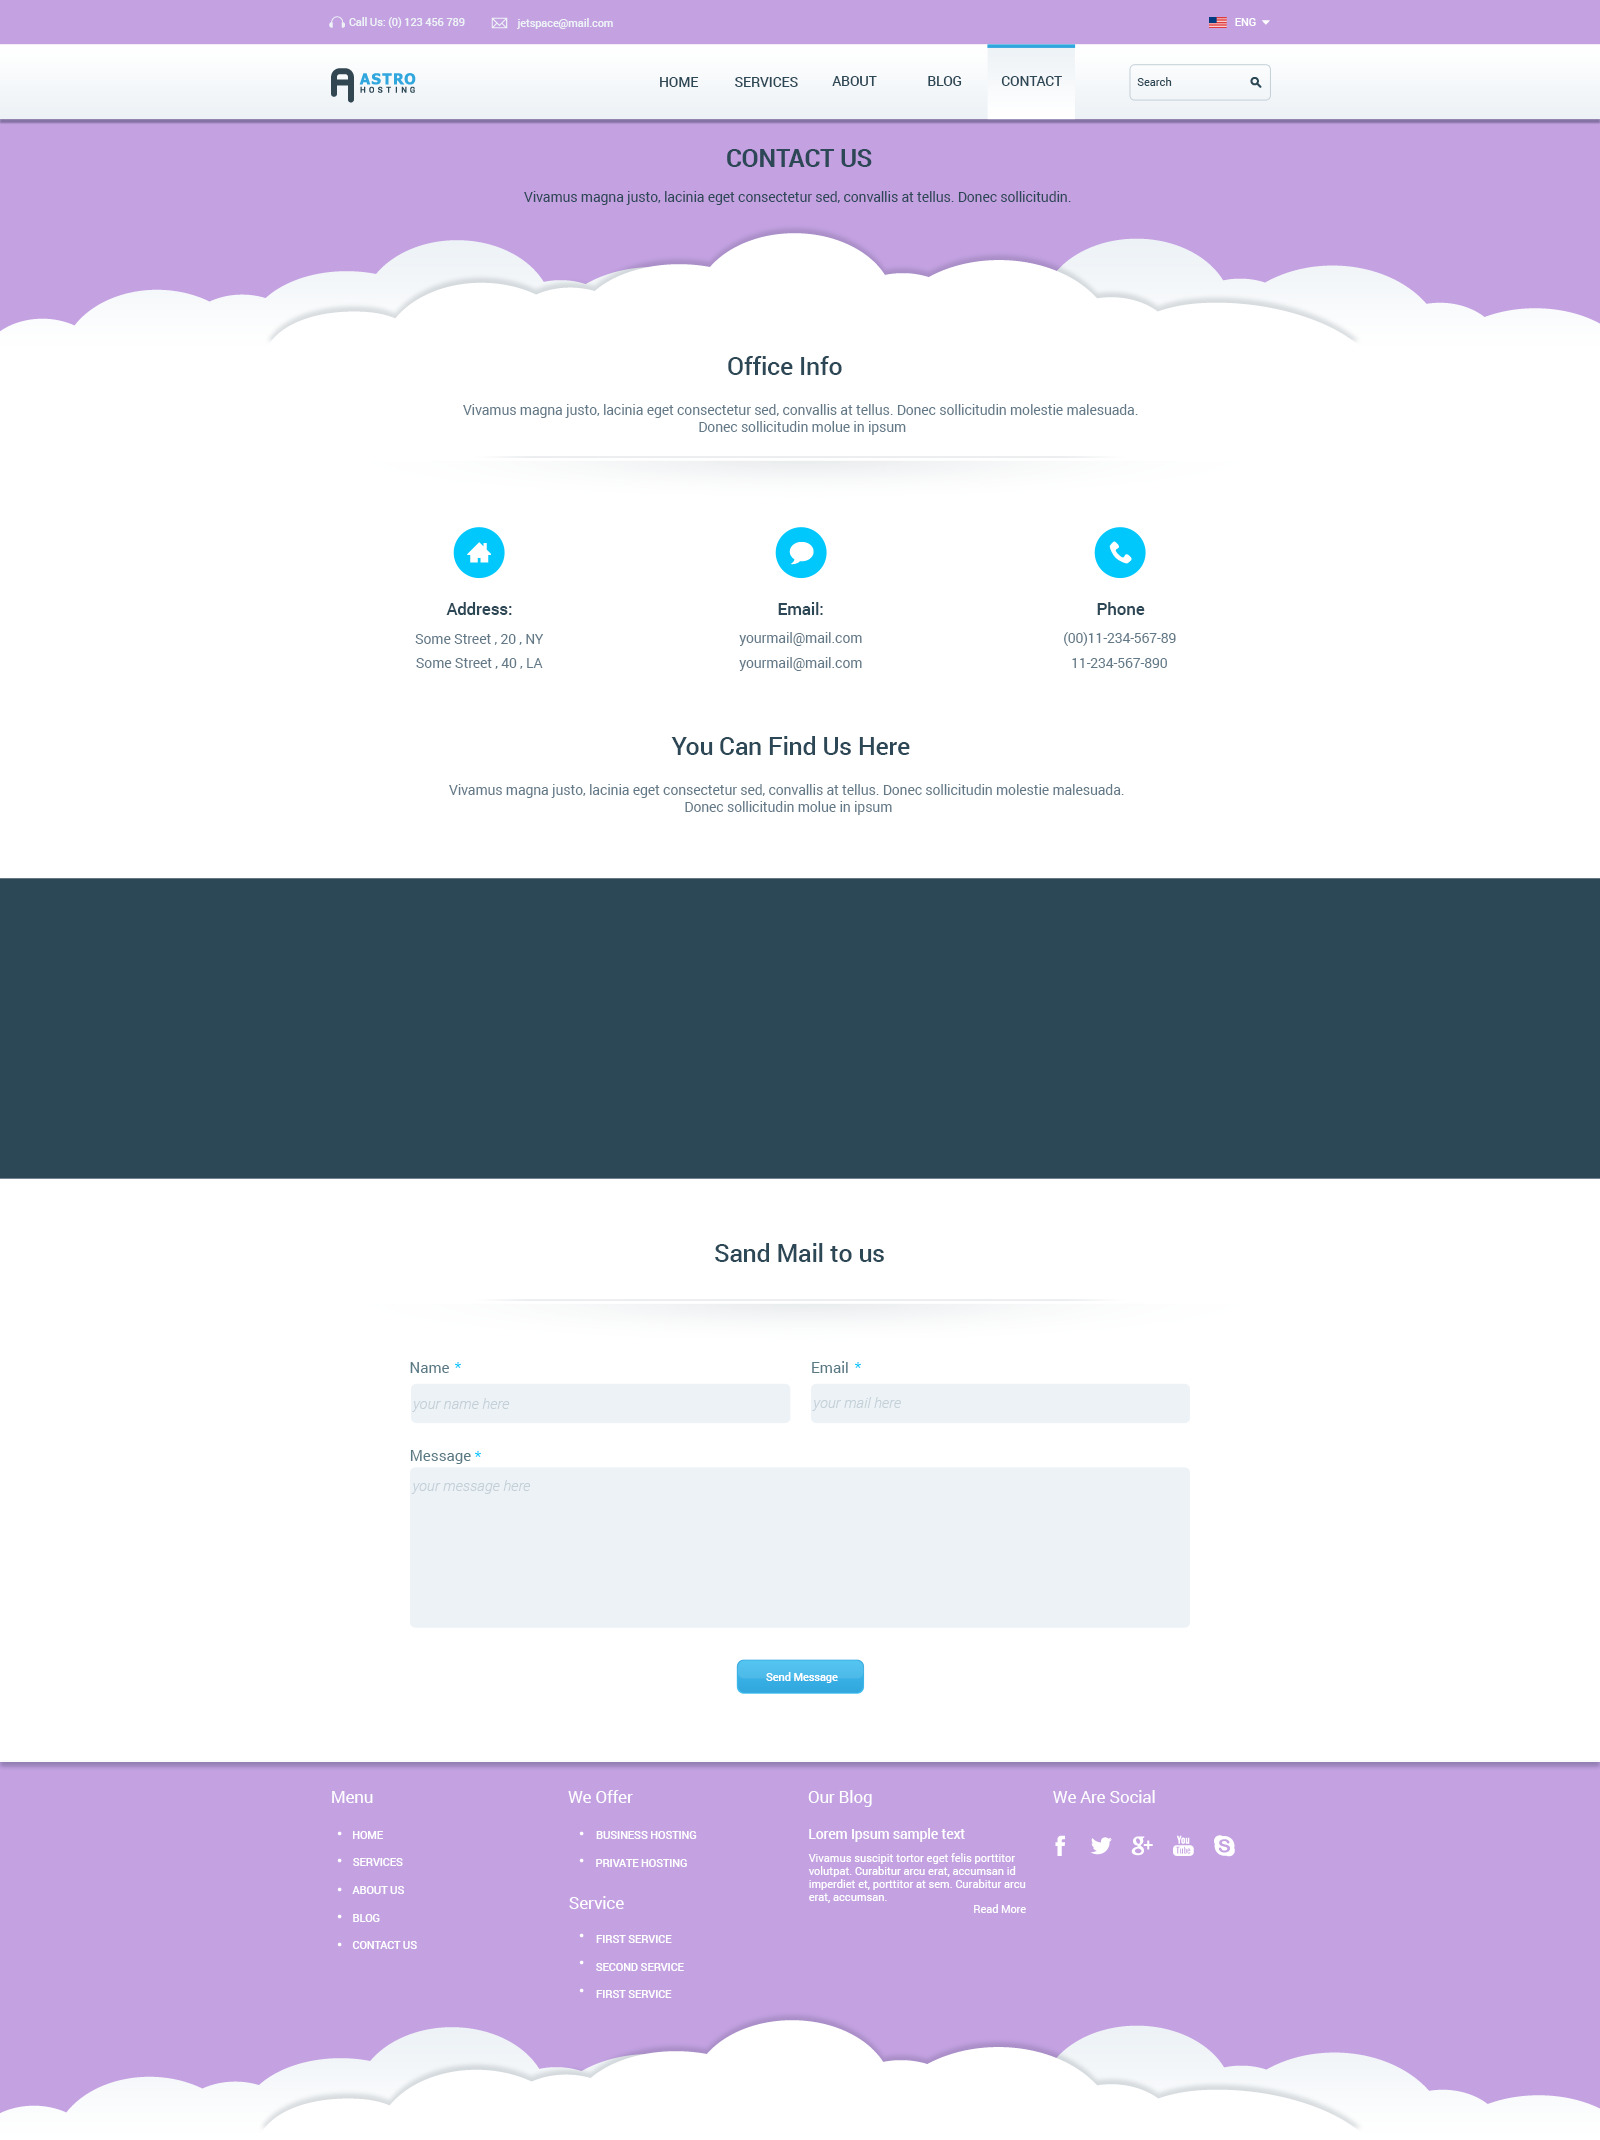 Call Us: (0) 123 456 789
jetspace@mail.com
ENG
ASTRO
HOSTING
HOME
SERVICES
ABOUT
BLOG
CONTACT
Search
CONTACT US
Vivamus magna justo, lacinia eget consectetur sed, convallis at tellus. Donec sollicitudin.
Office Info
Vivamus magna justo, lacinia eget consectetur sed, convallis at tellus. Donec sollicitudin molestie malesuada.
Donec sollicitudin molue in ipsum
Address:
Some Street , 20 , NY
Some Street , 40 , LA
Email:
yourmail@mail.com
yourmail@mail.com
Phone
(00)11-234-567-89
11-234-567-890
You Can Find Us Here
Vivamus magna justo, lacinia eget consectetur sed, convallis at tellus. Donec sollicitudin molestie malesuada.
Donec sollicitudin molue in ipsum
Sand Mail to us
Name *
your name here
Email *
your mail here
Message *
your message here
Send Message
Menu
• HOME
• SERVICES
• ABOUT US
• BLOG
• CONTACT US
We Offer
• BUSINESS HOSTING
• PRIVATE HOSTING
Service
• FIRST SERVICE
• SECOND SERVICE
• FIRST SERVICE
Our Blog
Lorem Ipsum sample text
Vivamus suscipit tortor eget felis porttitor
volutpat. Curabitur arcu erat, accumsan id
imperdiet et, porttitor at sem. Curabitur arcu
erat, accumsan.
Read More
We Are Social
You
Tube